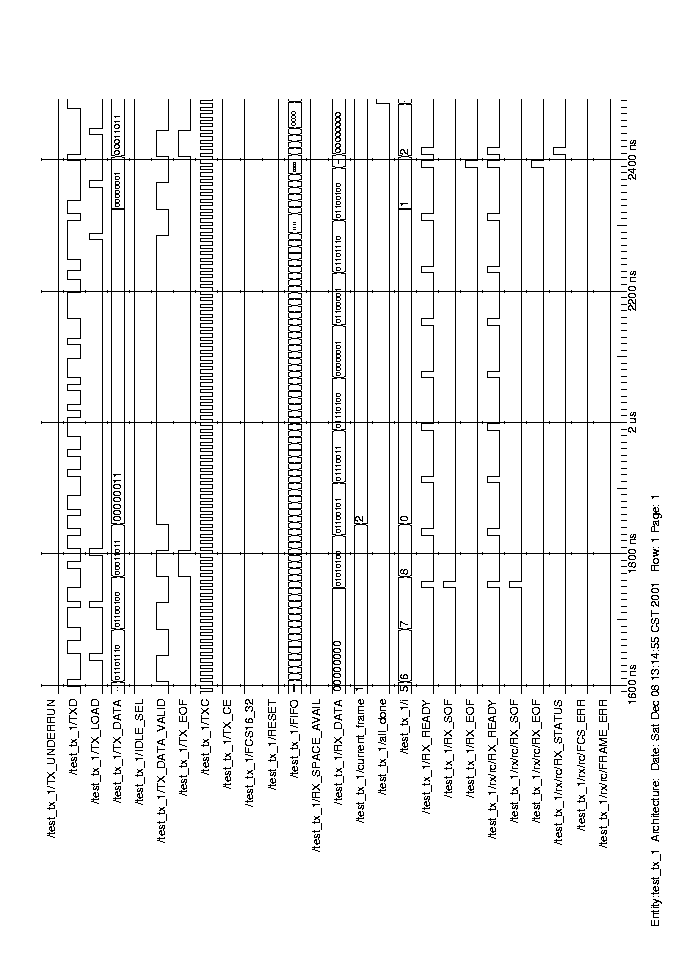 /test_tx_1/TX_UNDERRUN
/test_tx_1/TXD
/test_tx_1/TX_LOAD
/test_tx_1/TX_DATA 01101110 01100100 00011011 00000011 00000001 00011011
/test_tx_1/IDLE_SEL
/test_tx_1/TX_DATA_VALID
/test_tx_1/TX_EOF
/test_tx_1/TXC
/test_tx_1/TX_CE
/test_tx_1/FCS16_32
/test_tx_1/RESET
/test_tx_1/FIFO
/test_tx_1/RX_SPACE_AVAIL
/test_tx_1/RX_DATA 00000000 01010100 01100101 01110011 01110100 00000001 01100001 01101110 01100100 00000000
/test_tx_1/current_frame 1 2
/test_tx_1/all_done
/test_tx_1/i 5 6 7 8 0 1 2
/test_tx_1/RX_READY
/test_tx_1/RX_SOF
/test_tx_1/RX_EOF
/test_tx_1/rx/rc/RX_READY
/test_tx_1/rx/rc/RX_SOF
/test_tx_1/rx/rc/RX_EOF
/test_tx_1/rx/rc/RX_STATUS
/test_tx_1/rx/rc/FCS_ERR
/test_tx_1/rx/rc/FRAME_ERR
1600 ns 1800 ns 2 us 2200 ns 2400 ns
Entity:test_tx_1 Architecture: Date: Sat Dec 08 13:14:55 CST 2001 Row: 1 Page: 1